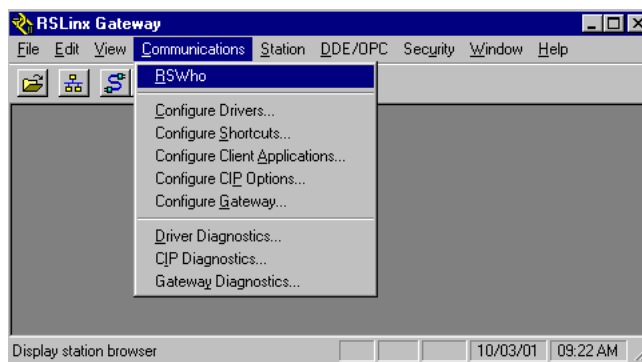 RSLinx Gateway
File Edit View Communications Station DDE/OPC Security Window Help
RSWho
Configure Drivers...
Configure Shortcuts...
Configure Client Applications...
Configure CIP Options...
Configure Gateway...
Driver Diagnostics...
CIP Diagnostics...
Gateway Diagnostics...
Display station browser 10/03/01 09:22 AM